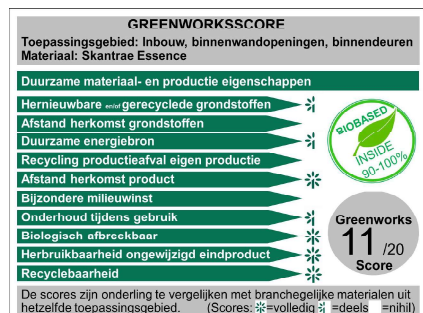 GREENWORKSSCORE
Toepassingsgebied: Inbouw, binnenwandopeningen, binnendeuren
Materiaal: Skantrae Essence
Duurzame materiaal- en productie eigenschappen
Hernieuwbare en/of gerecyclede grondstoffen
Afstand herkomst grondstoffen
Duurzame energiebron
Recycling productieafval eigen productie
Afstand herkomst product
Bijzondere milieuwinst
Onderhoud tijdens gebruik
Biologisch afbreekbaar
Herbruikbaarheid ongewijzigd eindproduct
Recyclebaarheid
BIOBASED
INSIDE
90-100%
Greenworks
11 /20
Score
De scores zijn onderling te vergelijken met branchegelijke materialen uit
hetzelfde toepassingsgebied. (Scores: =volledig =deels =nihil)